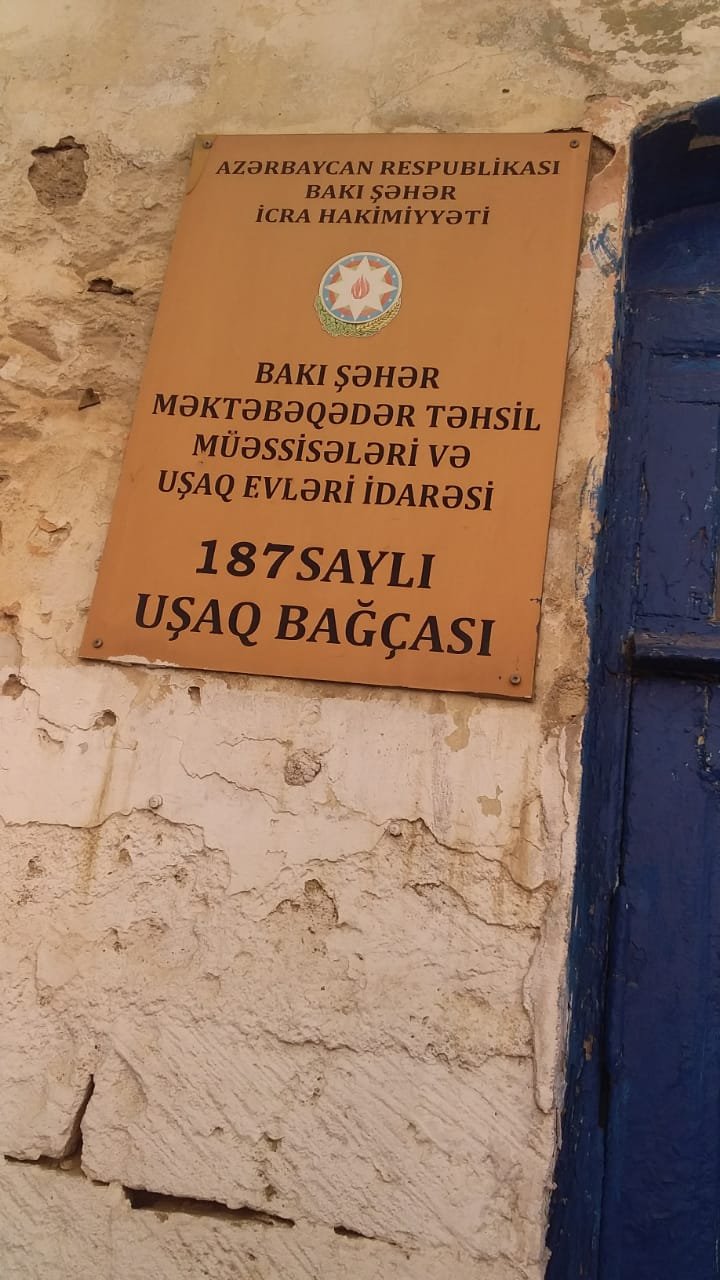 AZƏRBAYCAN RESPUBLİKASI
BAKI ŞƏHƏR
İCRA HAKİMİYYƏTİ
BAKI ŞƏHƏR
MƏKTƏBƏQƏDƏR TƏHSİL
MÜƏSSİSƏLƏRİ VƏ
UŞAQ EVLƏRİ İDARƏSİ
187SAYLI
UŞAQ BAĞÇASI